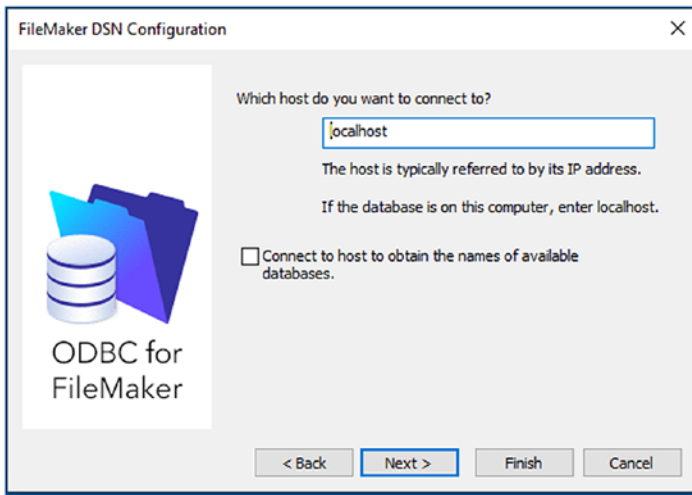 FileMaker DSN Configuration
Which host do you want to connect to?
localhost
The host is typically referred to by its IP address.
If the database is on this computer, enter localhost.
Connect to host to obtain the names of available
databases.
ODBC for
FileMaker
< Back Next > Finish Cancel